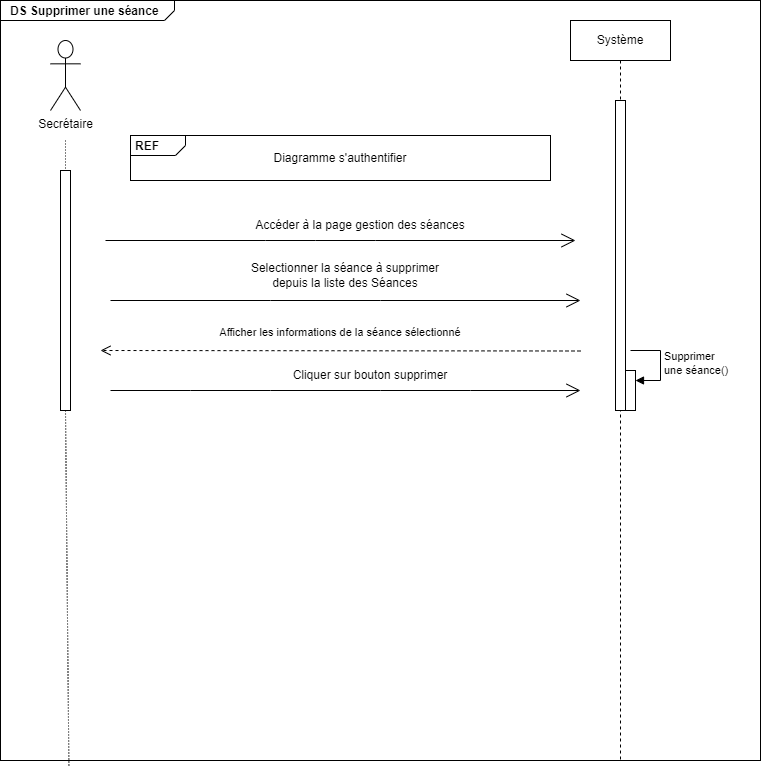 DS Supprimer une séance
Système
Secrétaire
REF
Diagramme s'authentifier
Accéder à la page gestion des séances
Selectionner la séance à supprimer
depuis la liste des Séances
Afficher les informations de la séance sélectionné
Supprimer
une séance()
Cliquer sur bouton supprimer